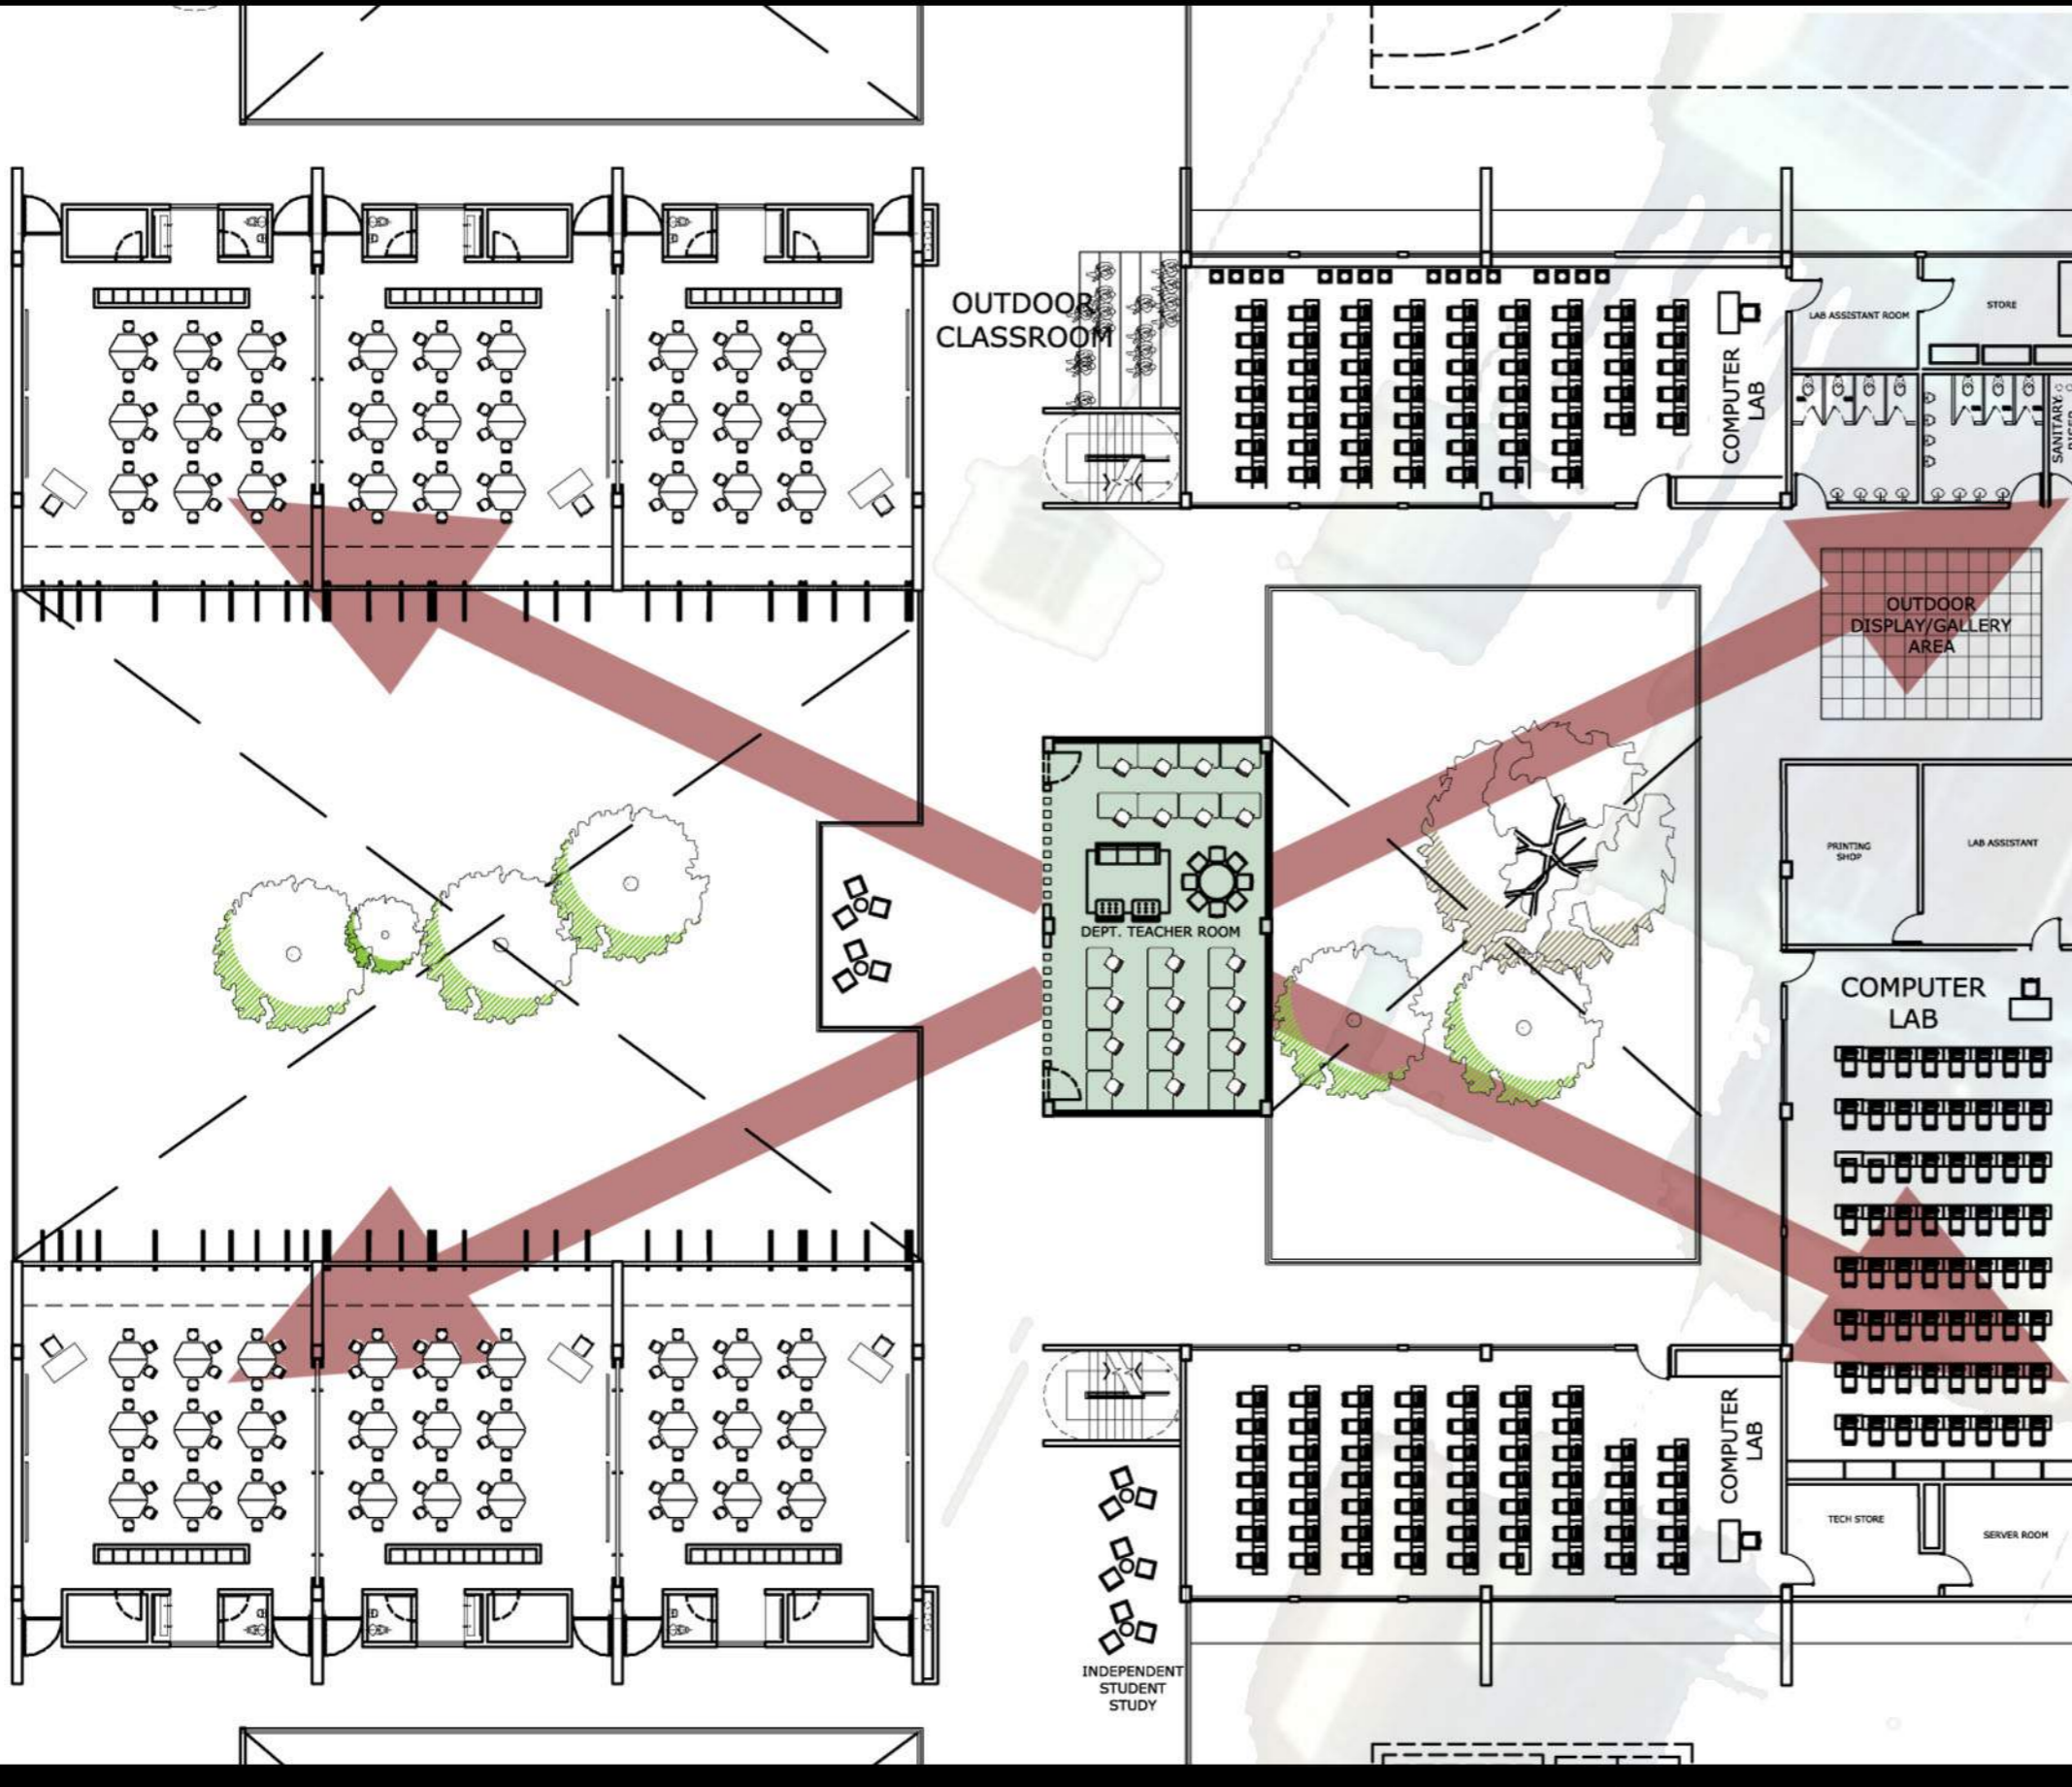 OUTDOOR
CLASSROOM
COMPUTER
LAB
LAB ASSISTANT ROOM
STORE
SANITARY
RISER
OUTDOOR
DISPLAY/GALLERY
AREA
DEPT. TEACHER ROOM
PRINTING
SHOP
LAB ASSISTANT
COMPUTER
LAB
COMPUTER
LAB
TECH STORE
SERVER ROOM
INDEPENDENT
STUDENT
STUDY